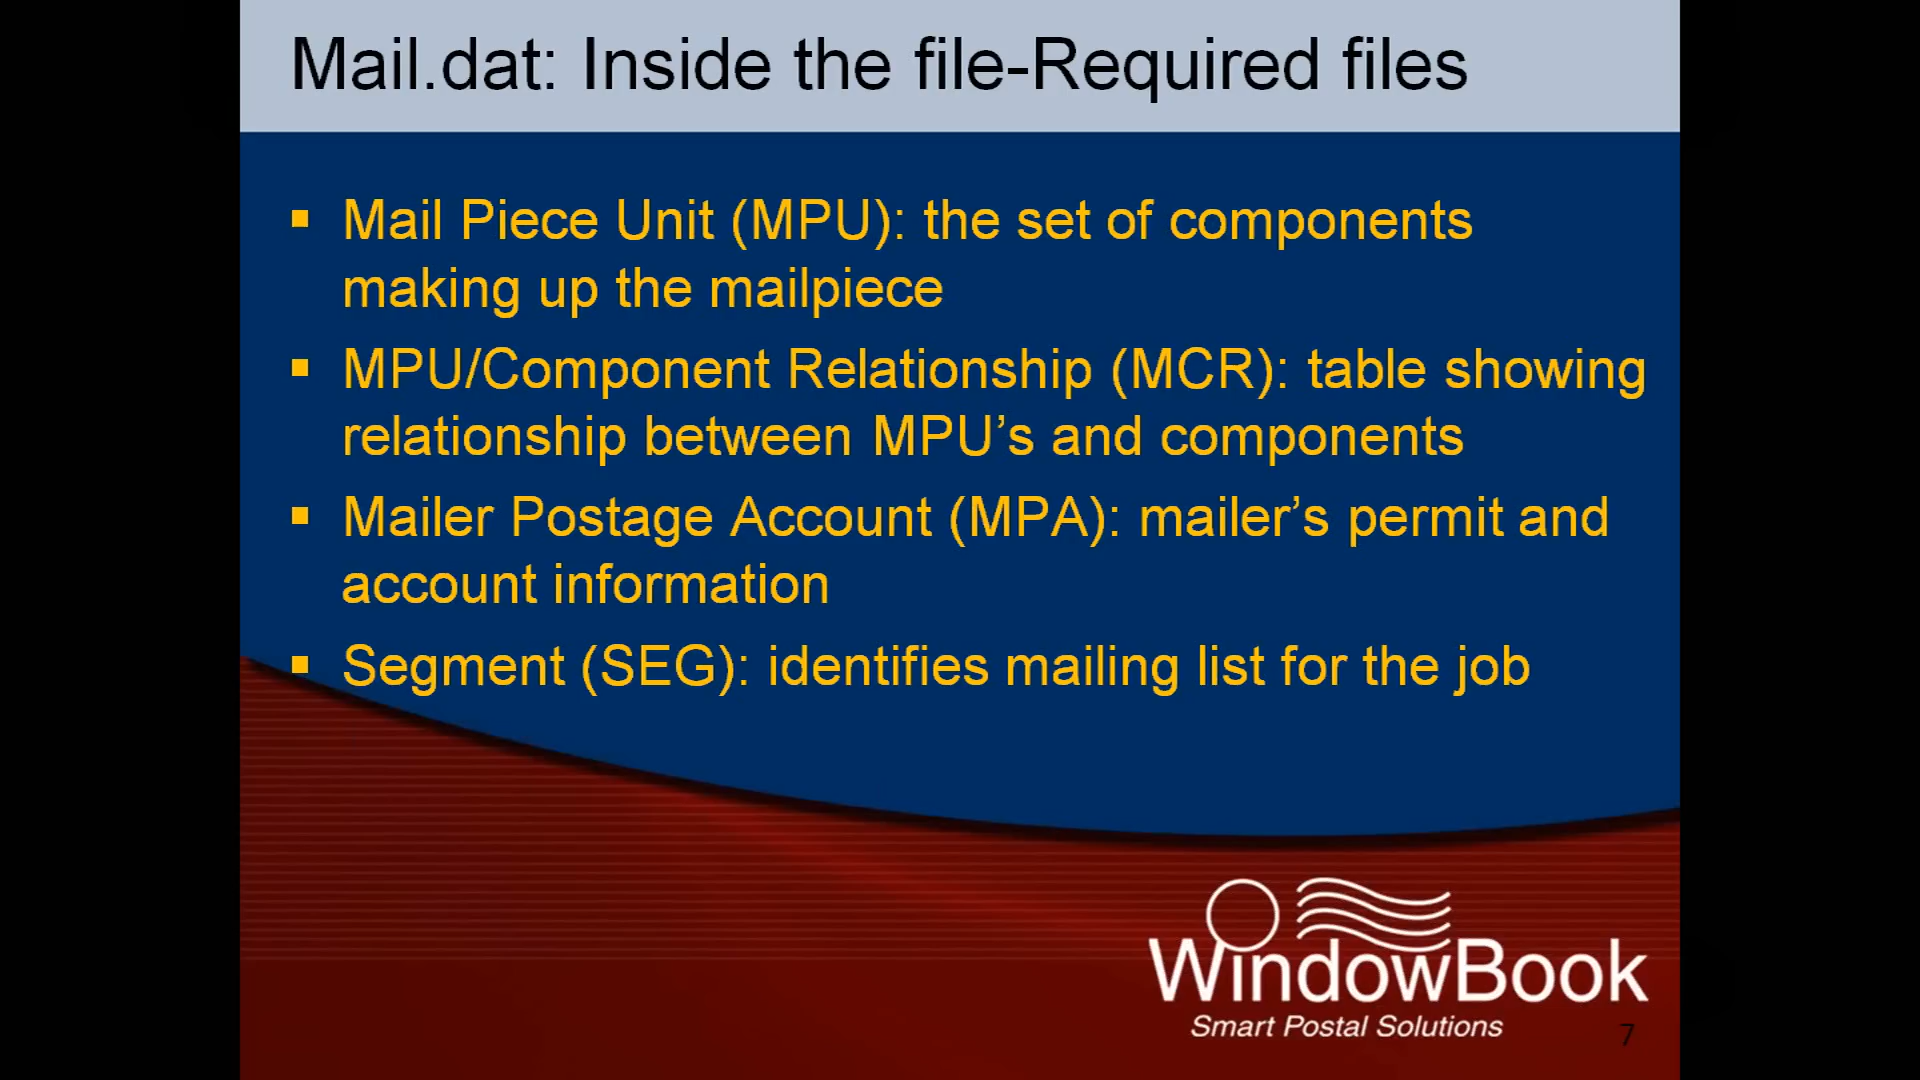 Mail.dat: Inside the file-Required files
▪ Mail Piece Unit (MPU): the set of components
making up the mailpiece
▪ MPU/Component Relationship (MCR): table showing
relationship between MPU’s and components
▪ Mailer Postage Account (MPA): mailer’s permit and
account information
▪ Segment (SEG): identifies mailing list for the job
WindowBook
Smart Postal Solutions
7